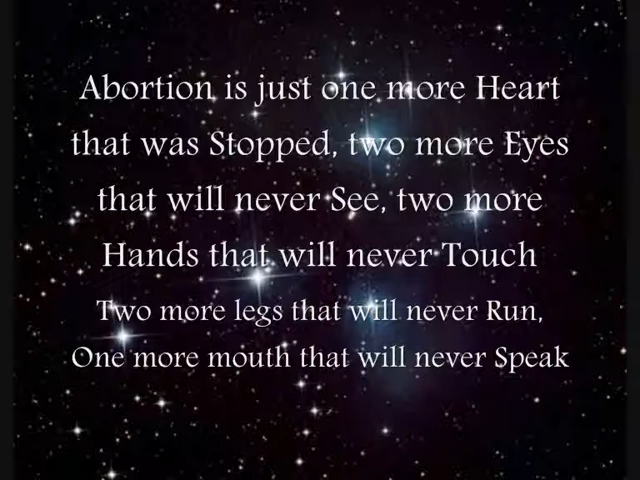 Abortion is just one more Heart
that was Stopped, two more Eyes
that will never See, two more
Hands that will never Touch
Two more legs that will never Run,
One more mouth that will never Speak